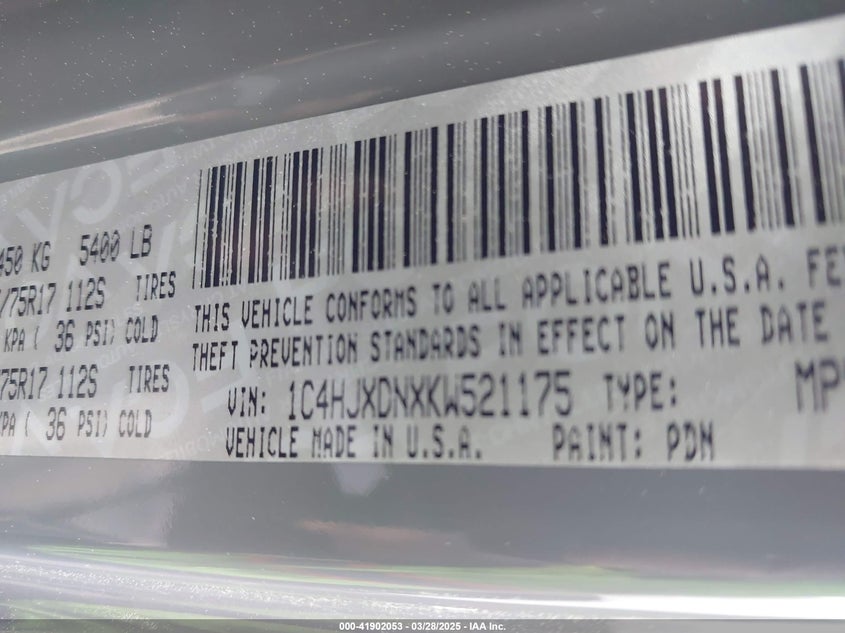 450 KG 5400 LB
/75R17 112S TIRES
KPA ( 36 PSI) COLD
75R17 112S TIRES
KPA ( 36 PSI) COLD
THIS VEHICLE CONFORMS TO ALL APPLICABLE U.S.A. FE
THEFT PREVENTION STANDARDS IN EFFECT ON THE DATE
VIN: 1C4HJXDNXKW521175 TYPE: MP
VEHICLE MADE IN U.S.A. PAINT: PDN
000-41902053 - 03/28/2025 - IAA Inc.